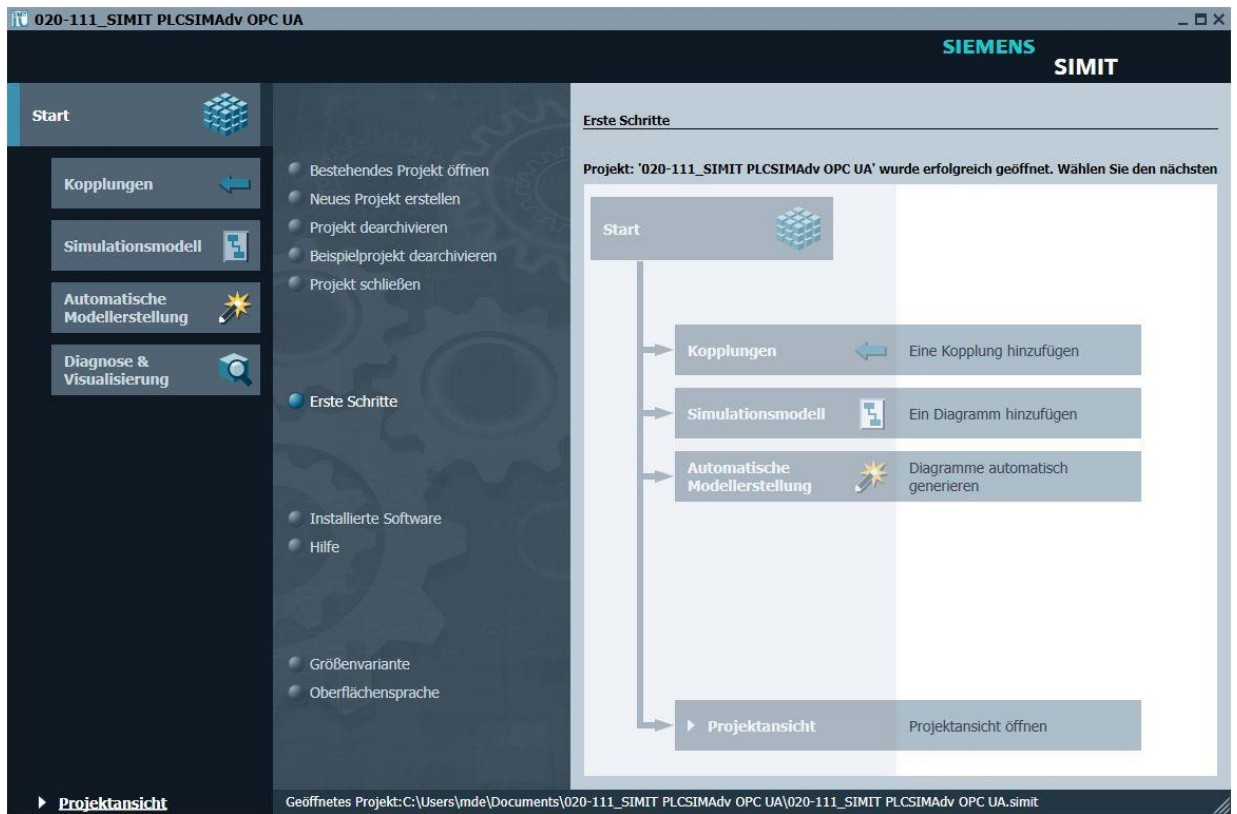 020-111_SIMIT PLCSIMAdv OPC UA
SIEMENS
SIMIT
Start
Kopplungen
Simulationsmodell
Automatische
Modellerstellung
Diagnose &
Visualisierung
Projektansicht
Bestehendes Projekt öffnen
Neues Projekt erstellen
Projekt dearchivieren
Beispielprojekt dearchivieren
Projekt schließen
Erste Schritte
Installierte Software
Hilfe
Größenvariante
Oberflächensprache
Erste Schritte
Projekt: '020-111_SIMIT PLCSIMAdv OPC UA' wurde erfolgreich geöffnet. Wählen Sie den nächsten
Start
Kopplungen
Eine Kopplung hinzufügen
Simulationsmodell
Ein Diagramm hinzufügen
Automatische
Modellerstellung
Diagramme automatisch
generieren
Projektansicht
Projektansicht öffnen
Geöffnetes Projekt:C:\Users\mde\Documents\020-111_SIMIT PLCSIMAdv OPC UA\020-111_SIMIT PLCSIMAdv OPC UA.simit